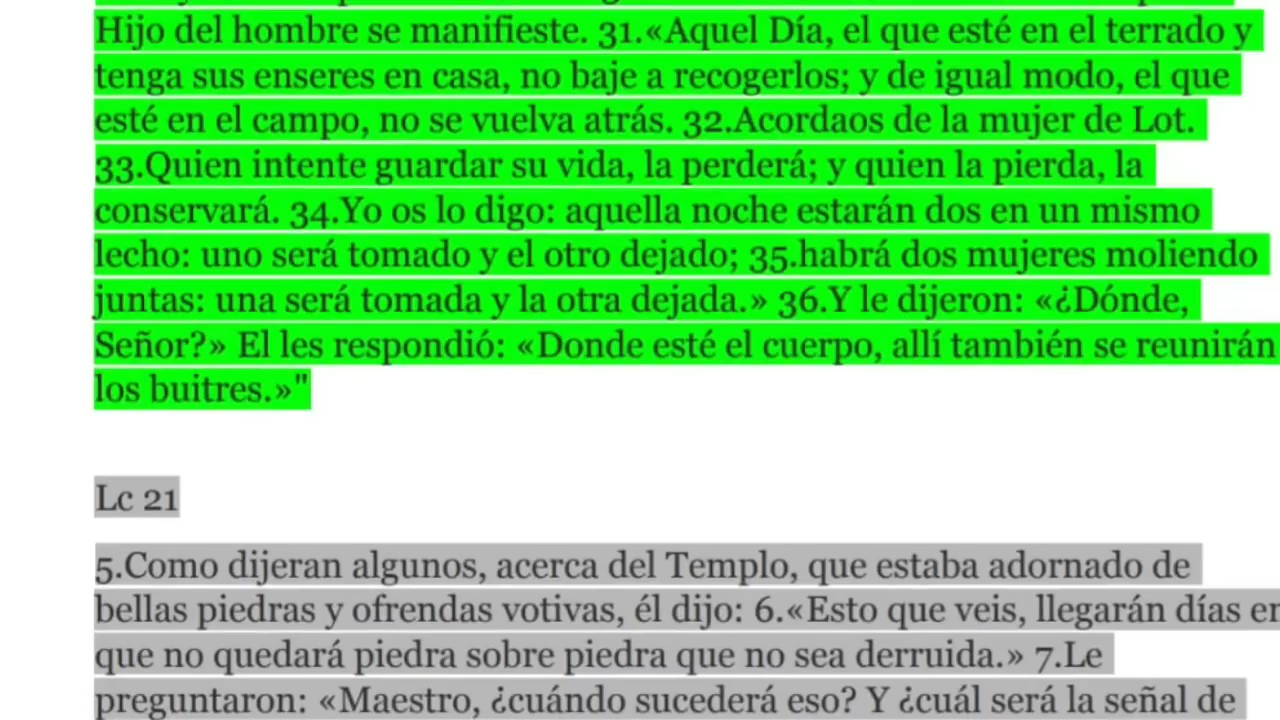 Hijo del hombre se manifieste. 31.«Aquel Día, el que esté en el terrado y
tenga sus enseres en casa, no baje a recogerlos; y de igual modo, el que
esté en el campo, no se vuelva atrás. 32.Acordaos de la mujer de Lot.
33.Quien intente guardar su vida, la perderá; y quien la pierda, la
conservará. 34.Yo os lo digo: aquella noche estarán dos en un mismo
lecho: uno será tomado y el otro dejado; 35.habrá dos mujeres moliendo
juntas: una será tomada y la otra dejada.» 36.Y le dijeron: «¿Dónde,
Señor?» El les respondió: «Donde esté el cuerpo, allí también se reunirán
los buitres.»"
Lc 21
5.Como dijeran algunos, acerca del Templo, que estaba adornado de
bellas piedras y ofrendas votivas, él dijo: 6.«Esto que veis, llegarán días en
que no quedará piedra sobre piedra que no sea derruida.» 7.Le
preguntaron: «Maestro, ¿cuándo sucederá eso? Y ¿cuál será la señal de